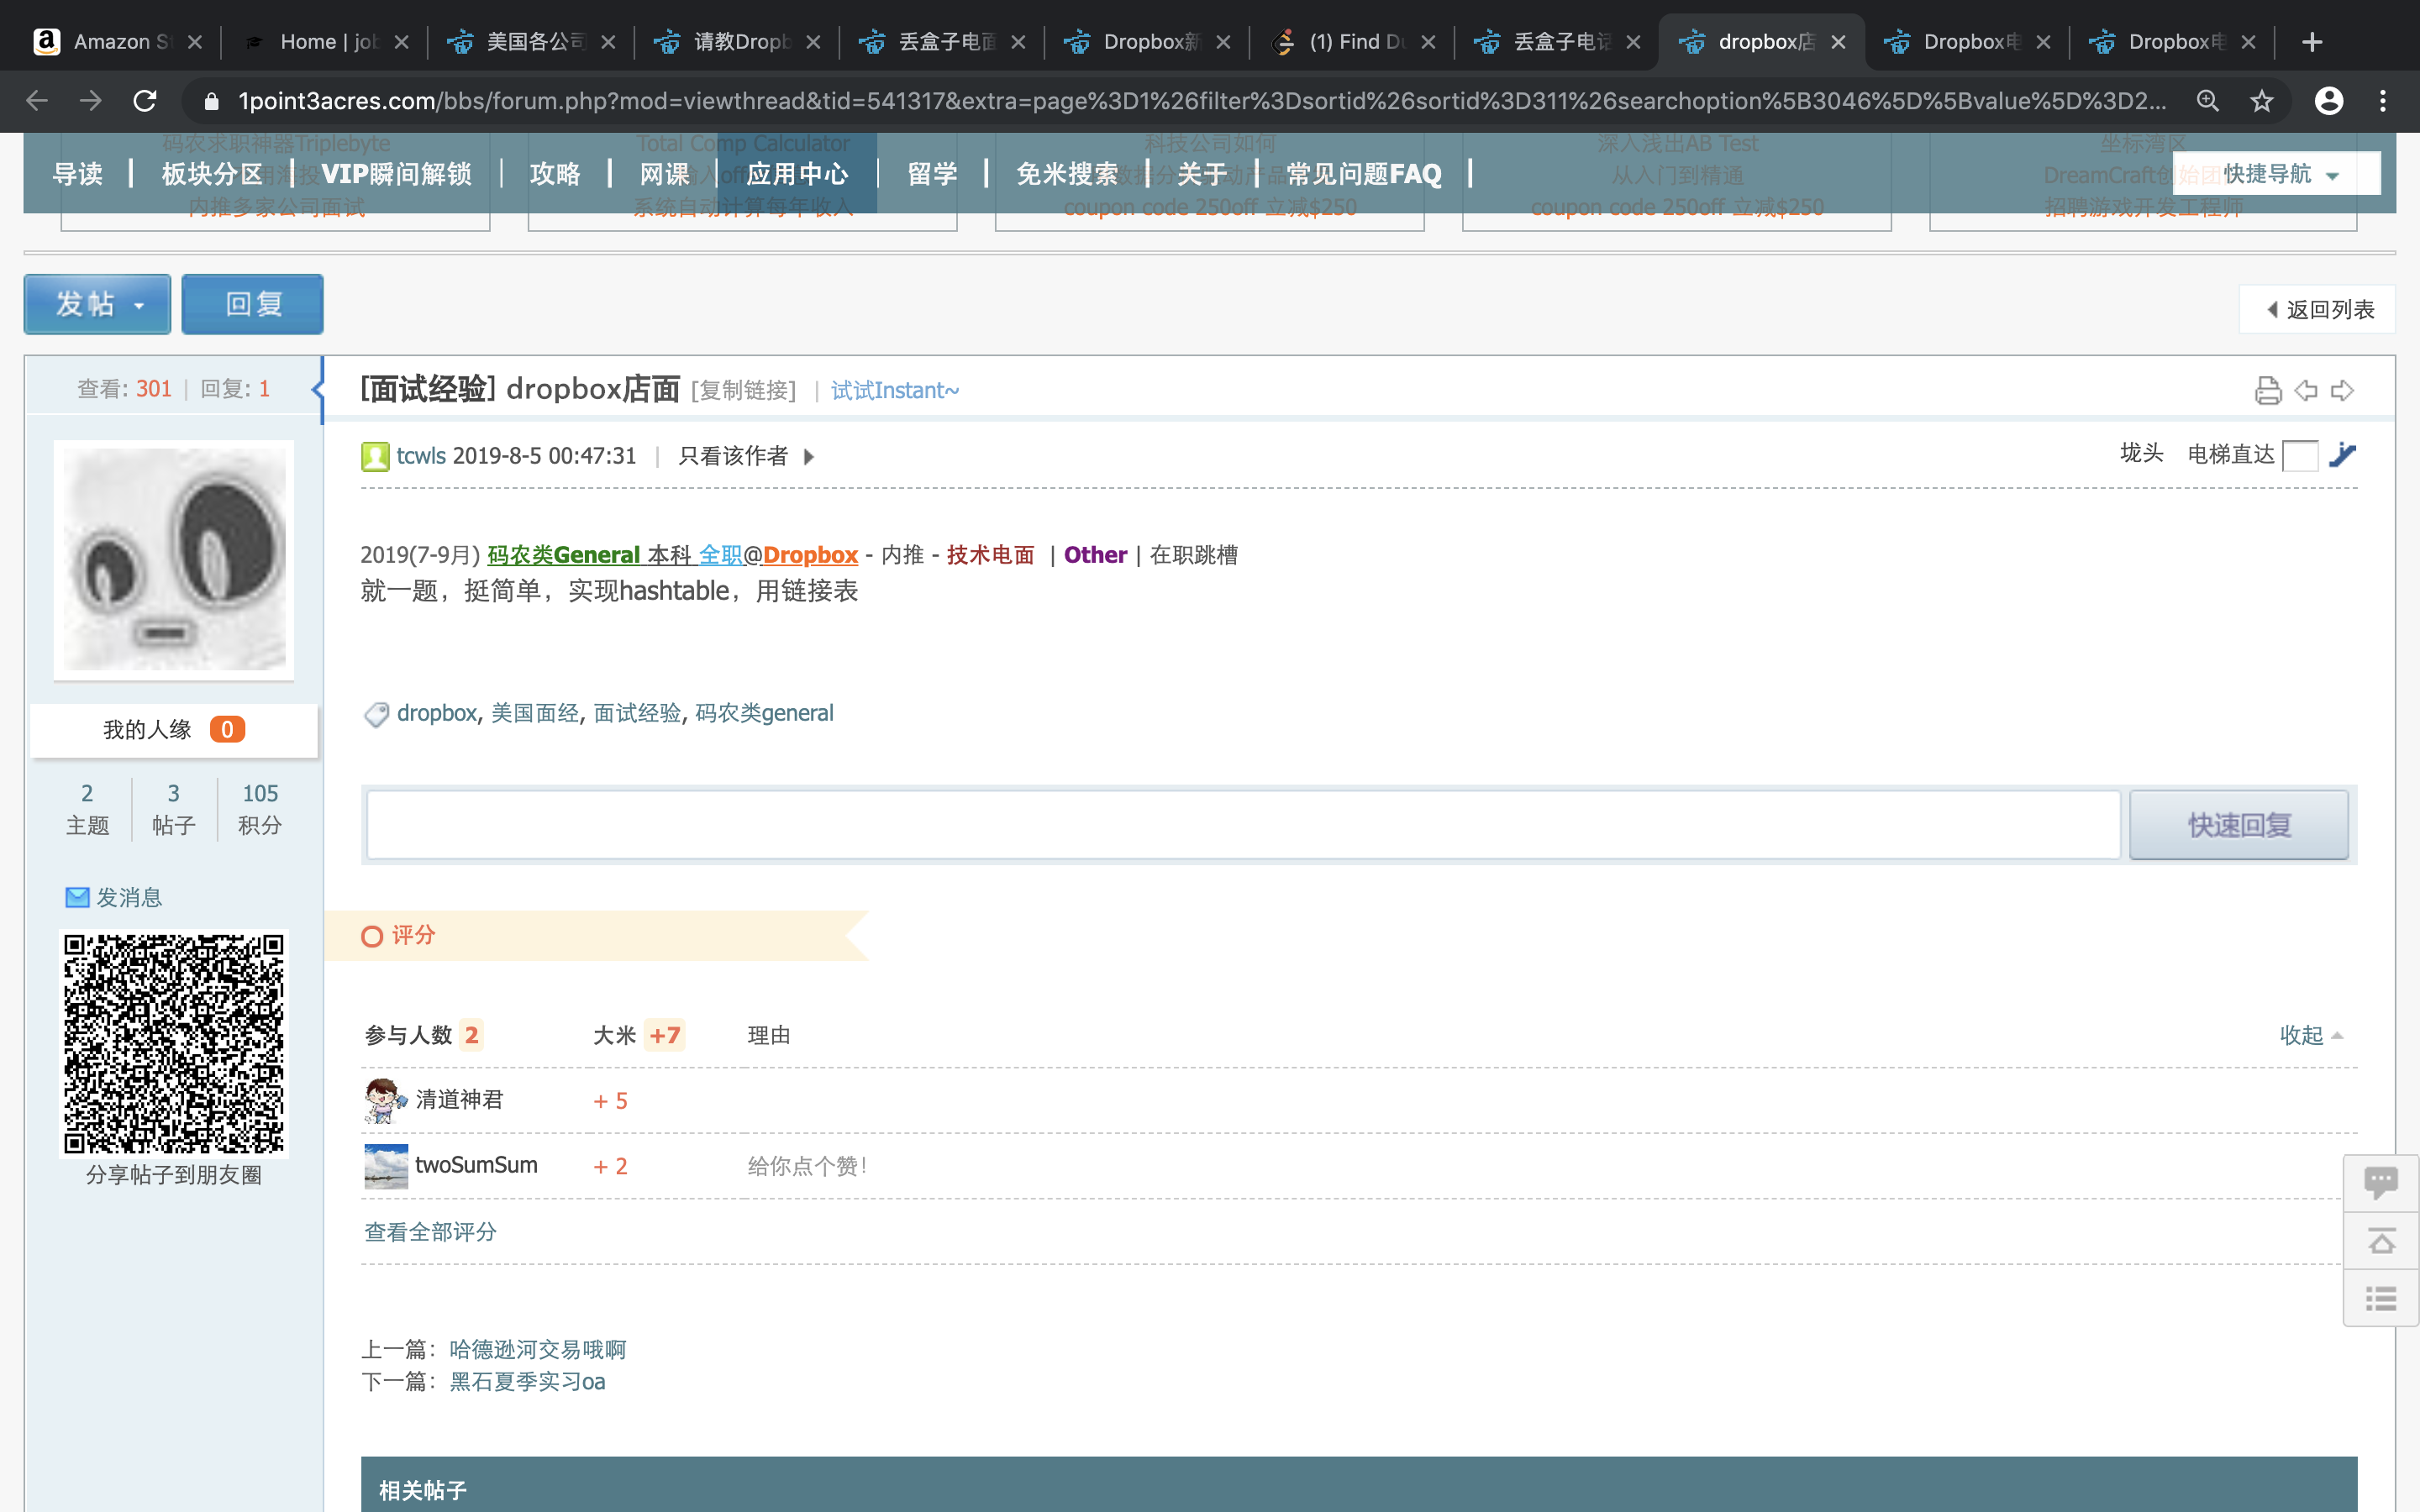 Amazon S
Home | job
美国各公司
请教Dropb
丢盒子电面
Dropbox新
(1) Find Du
丢盒子电话
dropbox店
Dropbox电
Dropbox电
1point3acres.com/bbs/forum.php?mod=viewthread&tid=541317&extra=page%3D1%26filter%3Dsortid%26sortid%3D311%26searchoption%5B3046%5D%5Bvalue%5D%3D2...
码农求职神器Triplebyte
Total Comp Calculator
科技公司如何
深入浅出AB Test
坐标湾区
导读 | 板块分区 | VIP瞬间解锁 | 攻略 | 网课 | 应用中心 | 留学 | 免米搜索 | 关于 | 常见问题FAQ |
快捷导航
从入门到精通
DreamCraft创始团
内推多家公司面试
系统自动计算每年收入
coupon code 250off 立减$250
coupon code 250off 立减$250
招聘游戏开发工程师
发帖
回复
返回列表
查看: 301 | 回复: 1
[面试经验] dropbox店面 [复制链接] | 试试Instant~
tcwls 2019-8-5 00:47:31 | 只看该作者
垅头 电梯直达
2019(7-9月) 码农类General 本科 全职@Dropbox - 内推 - 技术电面 | Other | 在职跳槽
就一题，挺简单，实现hashtable，用链接表
我的人缘 0
dropbox, 美国面经, 面试经验, 码农类general
2 3 105
主题 帖子 积分
快速回复
发消息
评分
分享帖子到朋友圈
参与人数 2 大米 +7 理由
收起
清道神君 + 5
twoSumSum + 2 给你点个赞！
查看全部评分
上一篇：哈德逊河交易哦啊
下一篇：黑石夏季实习oa
相关帖子